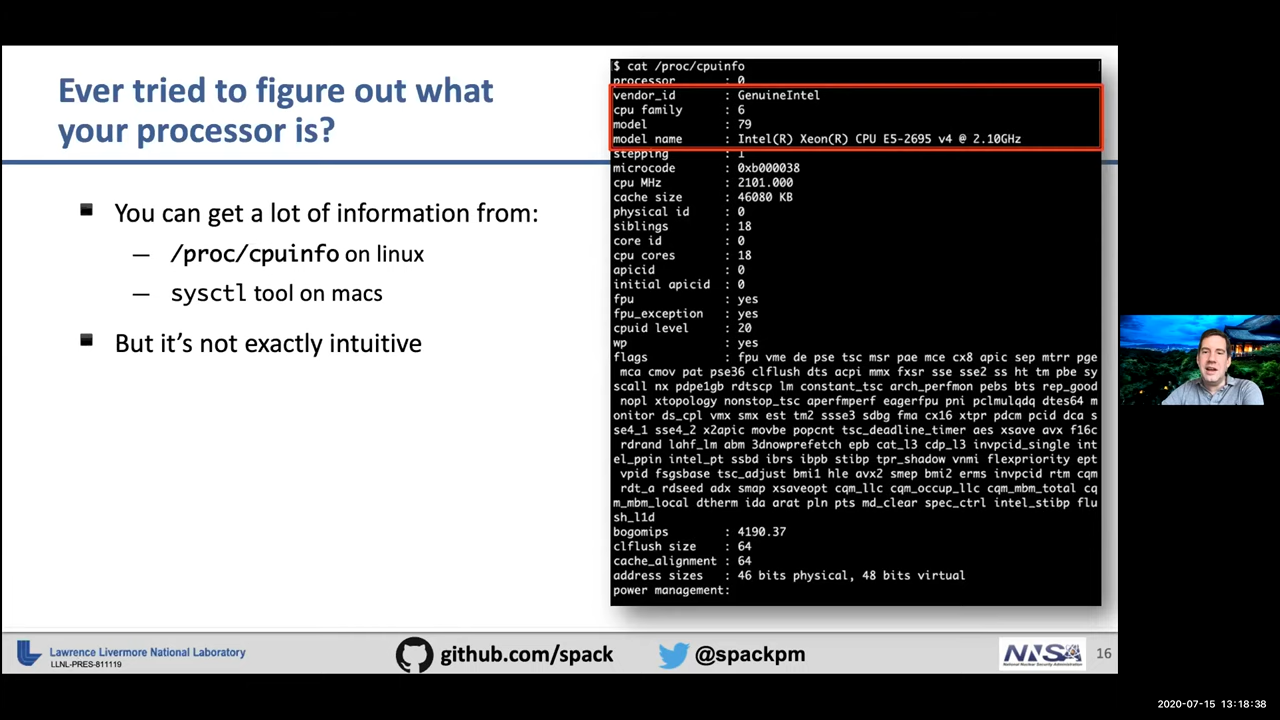 Ever tried to figure out what
your processor is?
You can get a lot of information from:
— /proc/cpuinfo on linux
— sysctl tool on macs
But it's not exactly intuitive
$ cat /proc/cpuinfo
processor : 0
vendor_id : GenuineIntel
cpu family : 6
model : 79
model name : Intel(R) Xeon(R) CPU E5-2695 v4 @ 2.10GHz
stepping : 1
microcode : 0xb000038
cpu MHz : 2101.000
cache size : 46080 KB
physical id : 0
siblings : 18
core id : 0
cpu cores : 18
apicid : 0
initial apicid : 0
fpu : yes
fpu_exception : yes
cpuid level : 20
wp : yes
flags : fpu vme de pse tsc msr pae mce cx8 apic sep mtrr pge
mca cmov pat pse36 clflush dts acpi mmx fxsr sse sse2 ss ht tm pbe sy
scall nx pdpe1gb rdtscp lm constant_tsc arch_perfmon pebs bts rep_good
nopl xtopology nonstop_tsc aperfmperf eagerfpu pni pclmulqdq dtes64 m
onitor ds_cpl vmx smx est tm2 ssse3 sdbg fma cx16 xtpr pdcm pcid dca s
se4_1 sse4_2 x2apic movbe popcnt tsc_deadline_timer aes xsave avx f16c
rdrand lahf_lm abm 3dnowprefetch epb cat_l3 cdp_l3 invpcid_single int
el_ppin intel_pt ssbd ibrs ibpb stibp tpr_shadow vnmi flexpriority ept
vpid fsgsbase tsc_adjust bmi1 hle avx2 smep bmi2 erms invpcid rtm cqm
rdt_a rdseed adx smap xsaveopt cqm_llc cqm_occup_llc cqm_mbm_total cq
m_mbm_local dtherm ida arat pln pts md_clear spec_ctrl intel_stibp flu
sh_l1d
bogomips : 4190.37
clflush size : 64
cache_alignment : 64
address sizes : 46 bits physical, 48 bits virtual
power management:
Lawrence Livermore National Laboratory
LLNL-PRES-811119
github.com/spack
@spackpm
NNSA
National Nuclear Security Administration
16
2020-07-15 13:18:38